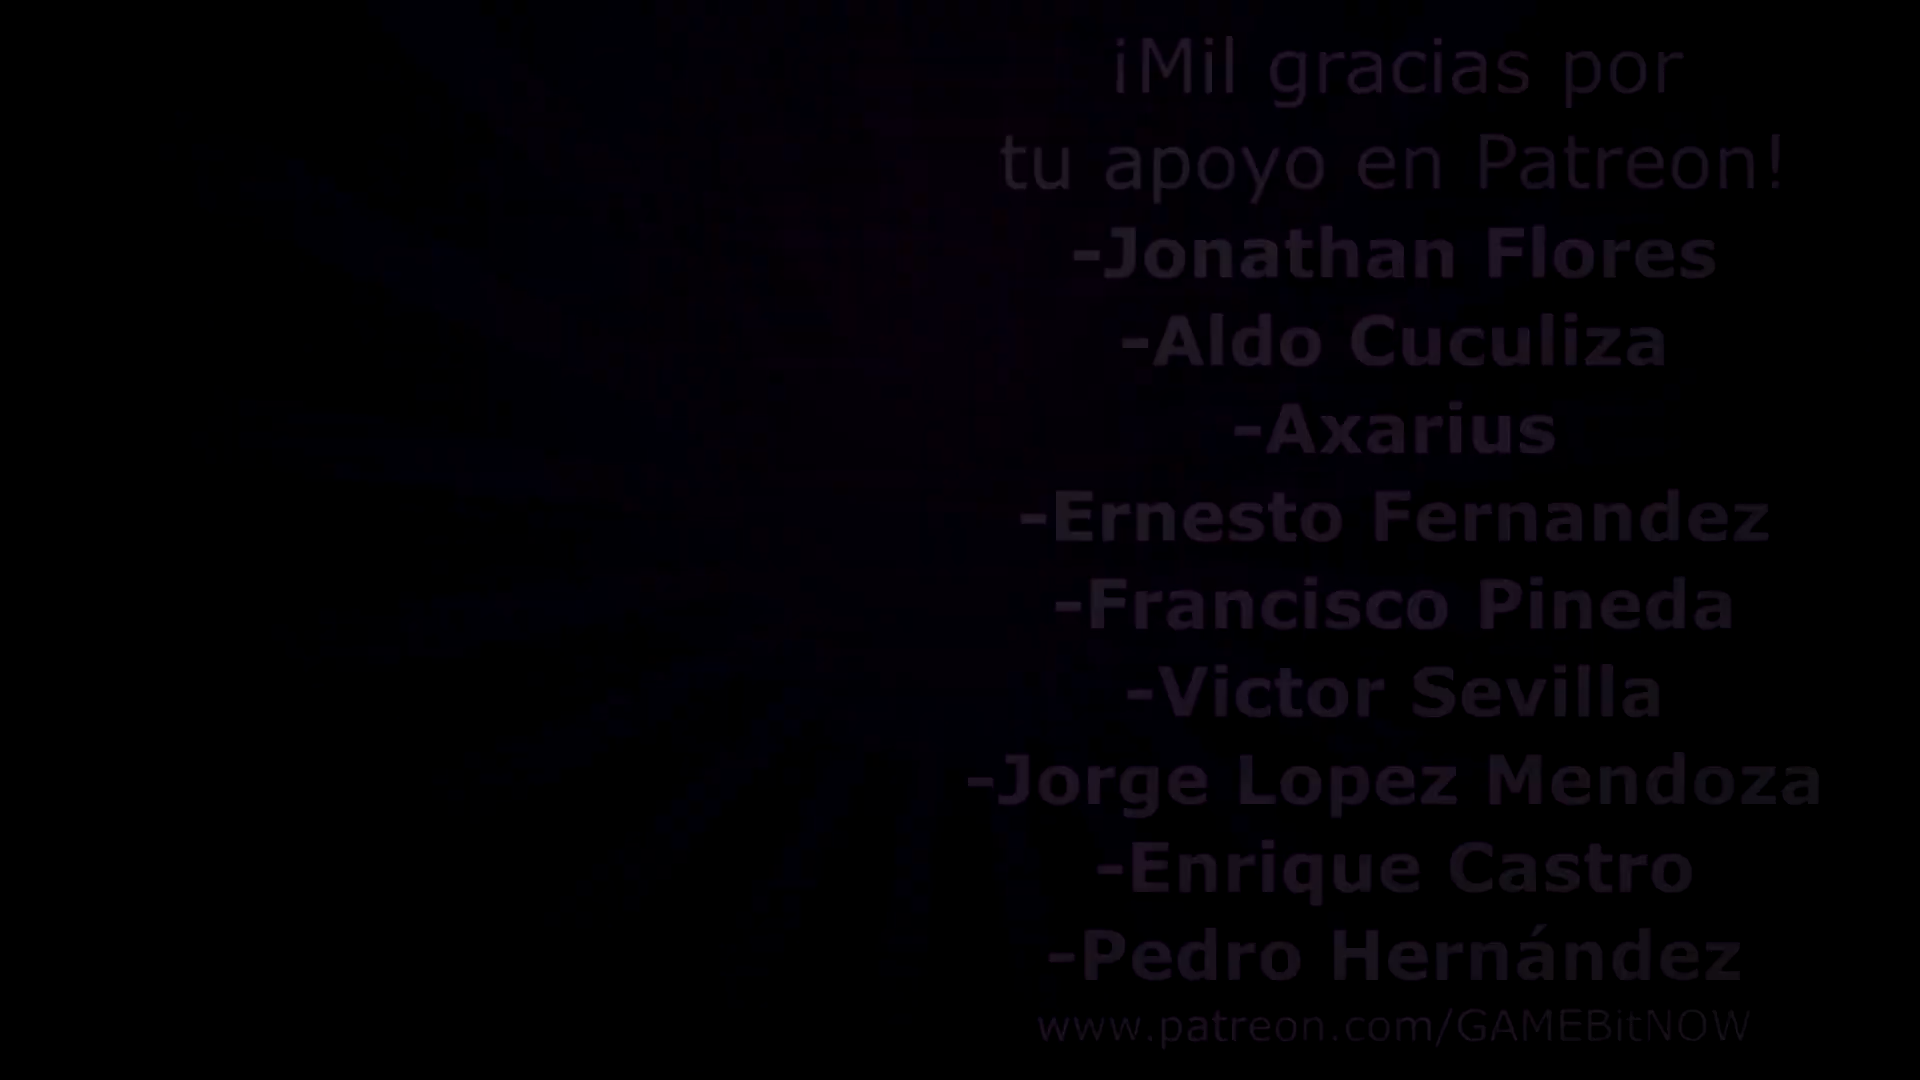 ¡Mil gracias por
tu apoyo en Patreon!
-Jonathan Flores
-Aldo Cuculiza
-Axarius
-Ernesto Fernandez
-Francisco Pineda
-Victor Sevilla
-Jorge Lopez Mendoza
-Enrique Castro
-Pedro Hernández
www.patreon.com/GAMEBitNOW